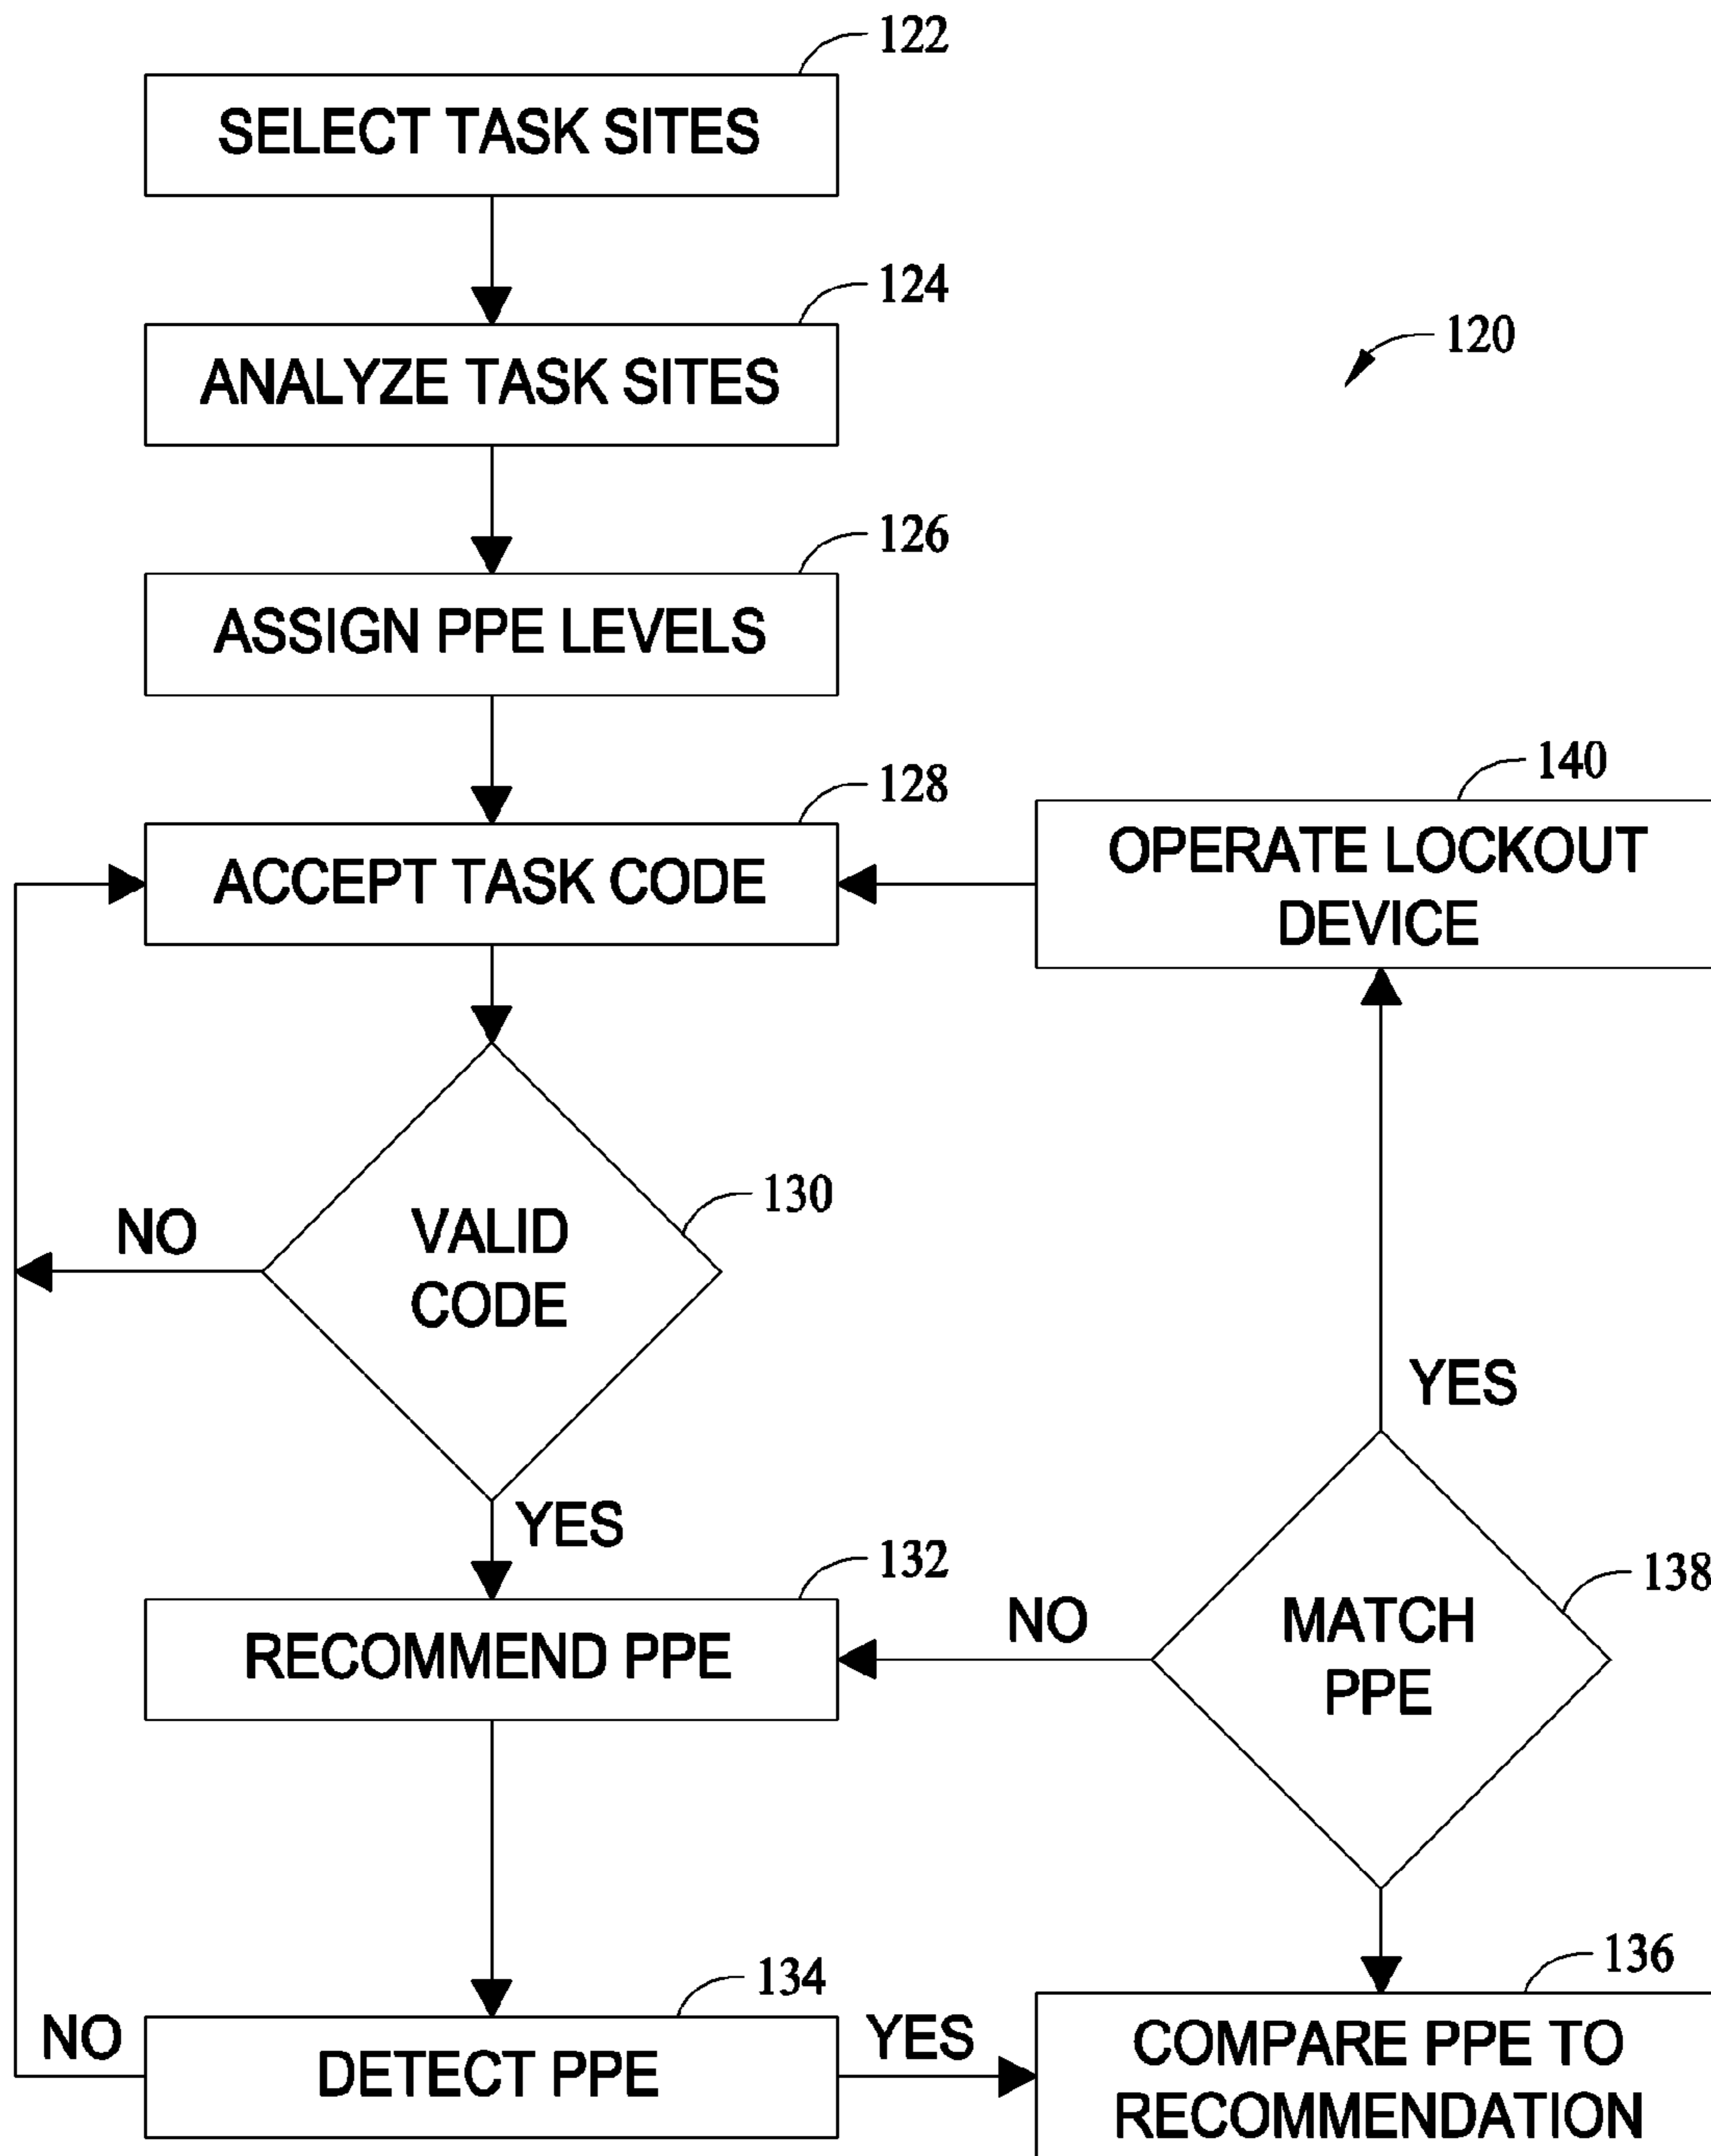 122
SELECT TASK SITES
124
ANALYZE TASK SITES
120
126
ASSIGN PPE LEVELS
128
ACCEPT TASK CODE
140
OPERATE LOCKOUT
DEVICE
130
VALID
CODE
NO
YES
YES
132
RECOMMEND PPE
NO
138
MATCH
PPE
134
DETECT PPE
NO
YES
136
COMPARE PPE TO
RECOMMENDATION